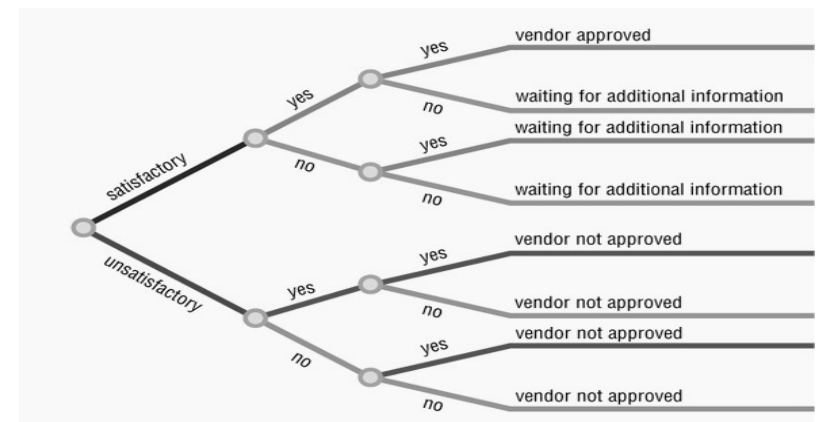 yes
vendor approved
yes
no
waiting for additional information
yes
waiting for additional information
satisfactory
no
no
waiting for additional information
unsatisfactory
yes
yes
vendor not approved
no
vendor not approved
no
yes
vendor not approved
no
vendor not approved